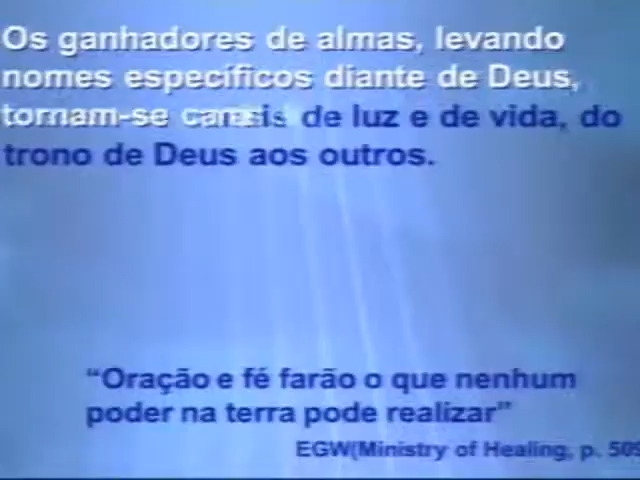 Os ganhadores de almas, levando
nomes específicos diante de Deus,
tornam-se canais de luz e de vida, do
trono de Deus aos outros.
“Oração e fé farão o que nenhum
poder na terra pode realizar”
EGW(Ministry of Healing, p. 509